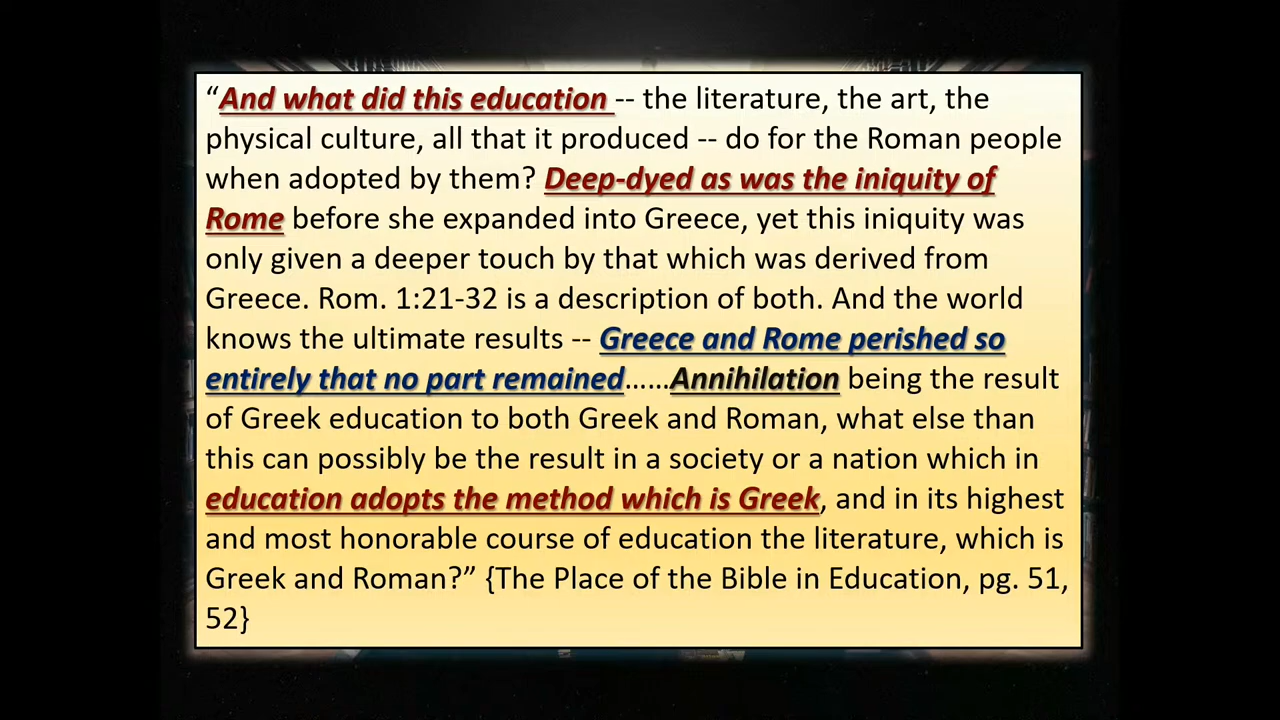 “And what did this education -- the literature, the art, the
physical culture, all that it produced -- do for the Roman people
when adopted by them? Deep-dyed as was the iniquity of
Rome before she expanded into Greece, yet this iniquity was
only given a deeper touch by that which was derived from
Greece. Rom. 1:21-32 is a description of both. And the world
knows the ultimate results -- Greece and Rome perished so
entirely that no part remained……Annihilation being the result
of Greek education to both Greek and Roman, what else than
this can possibly be the result in a society or a nation which in
education adopts the method which is Greek, and in its highest
and most honorable course of education the literature, which is
Greek and Roman?” {The Place of the Bible in Education, pg. 51,
52}